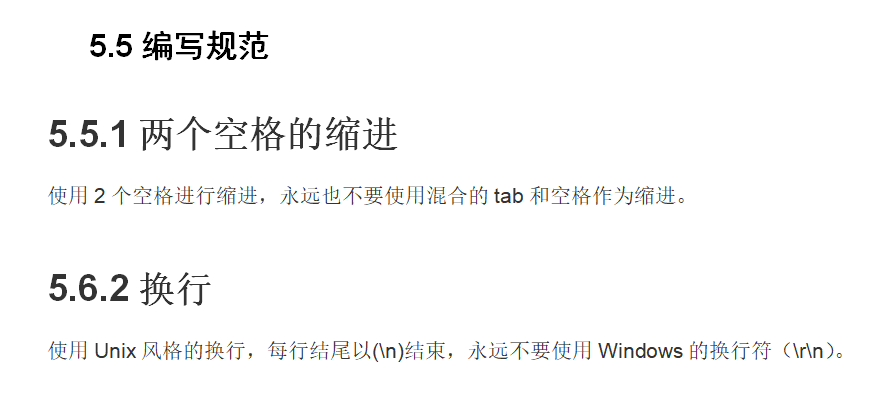 5.5 编写规范
5.5.1 两个空格的缩进
使用 2 个空格进行缩进，永远也不要使用混合的 tab 和空格作为缩进。
5.6.2 换行
使用 Unix 风格的换行，每行结尾以(\n)结束，永远不要使用 Windows 的换行符（\r\n）。